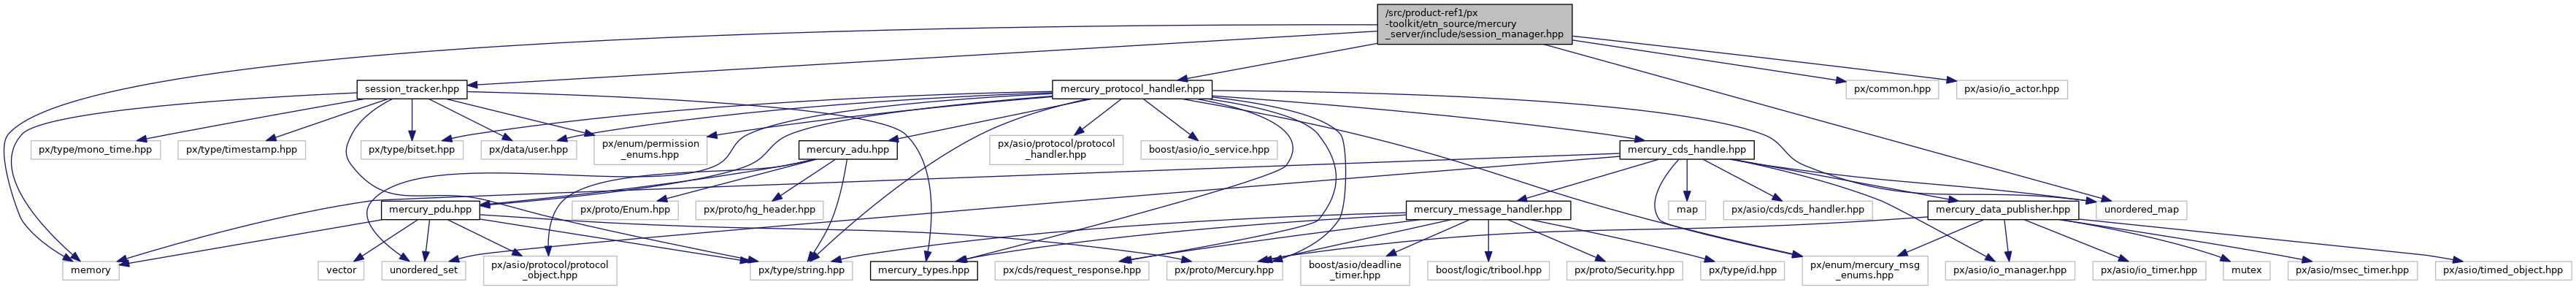 /src/product-ref1/px
-toolkit/etn_source/mercury
_server/include/session_manager.hpp
session_tracker.hpp
mercury_protocol_handler.hpp
px/common.hpp
px/asio/io_actor.hpp
px/type/mono_time.hpp
px/type/timestamp.hpp
px/type/bitset.hpp
px/data/user.hpp
px/enum/permission
_enums.hpp
mercury_adu.hpp
px/asio/protocol/protocol
_handler.hpp
boost/asio/io_service.hpp
mercury_cds_handle.hpp
mercury_pdu.hpp
px/proto/Enum.hpp
px/proto/hg_header.hpp
mercury_message_handler.hpp
map
px/asio/cds/cds_handler.hpp
mercury_data_publisher.hpp
unordered_map
memory
vector
unordered_set
px/asio/protocol/protocol
_object.hpp
px/type/string.hpp
mercury_types.hpp
px/cds/request_response.hpp
px/proto/Mercury.hpp
boost/asio/deadline
_timer.hpp
boost/logic/tribool.hpp
px/proto/Security.hpp
px/type/id.hpp
px/enum/mercury_msg
_enums.hpp
px/asio/io_manager.hpp
px/asio/io_timer.hpp
mutex
px/asio/msec_timer.hpp
px/asio/timed_object.hpp